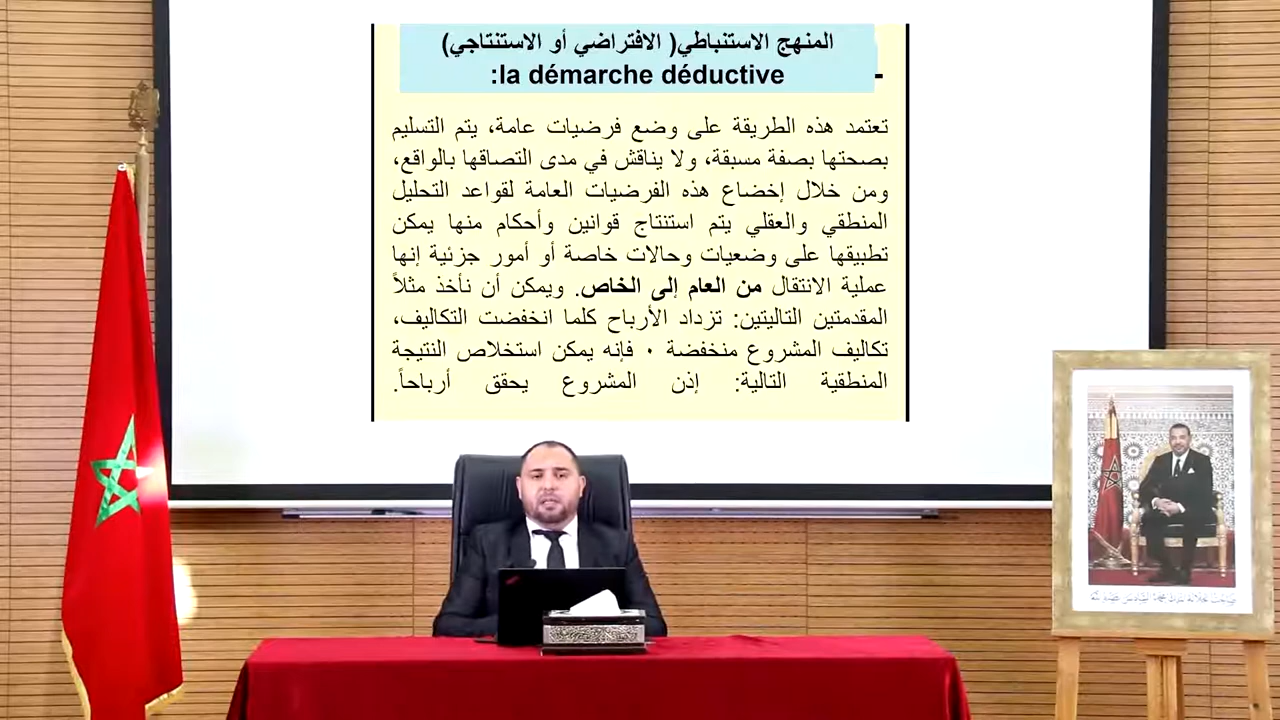 المنهج الاستنباطي( الافتراضي أو الاستنتاجي)
- la démarche déductive:
تعتمد هذه الطريقة على وضع فرضيات عامة، يتم التسليم
بصحتها بصفة مسبقة، ولا يناقش في مدى التصاقها بالواقع،
ومن خلال إخضاع هذه الفرضيات العامة لقواعد التحليل
المنطقي والعقلي يتم استنتاج قوانين وأحكام منها يمكن
تطبيقها على وضعيات وحالات خاصة أو أمور جزئية إنها
عملية الانتقال من العام إلى الخاص. ويمكن أن نأخذ مثلاً
المقدمتين التاليتين: تزداد الأرباح كلما انخفضت التكاليف،
تكاليف المشروع منخفضة ٠ فإنه يمكن استخلاص النتيجة
المنطقية التالية: إذن المشروع يحقق أرباحاً.